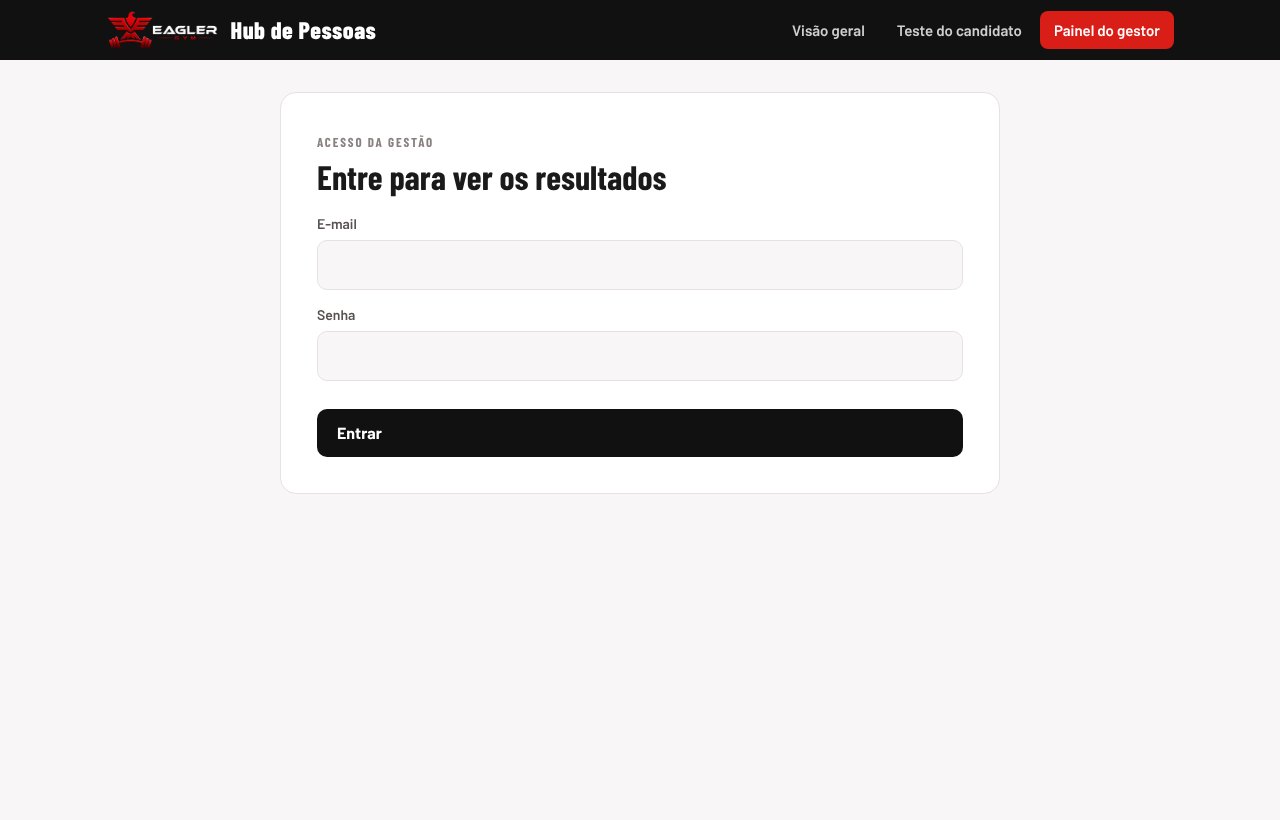 EAGLER
GYM
Hub de Pessoas
Visão geral
Teste do candidato
Painel do gestor
ACESSO DA GESTÃO
Entre para ver os resultados
E-mail
Senha
Entrar